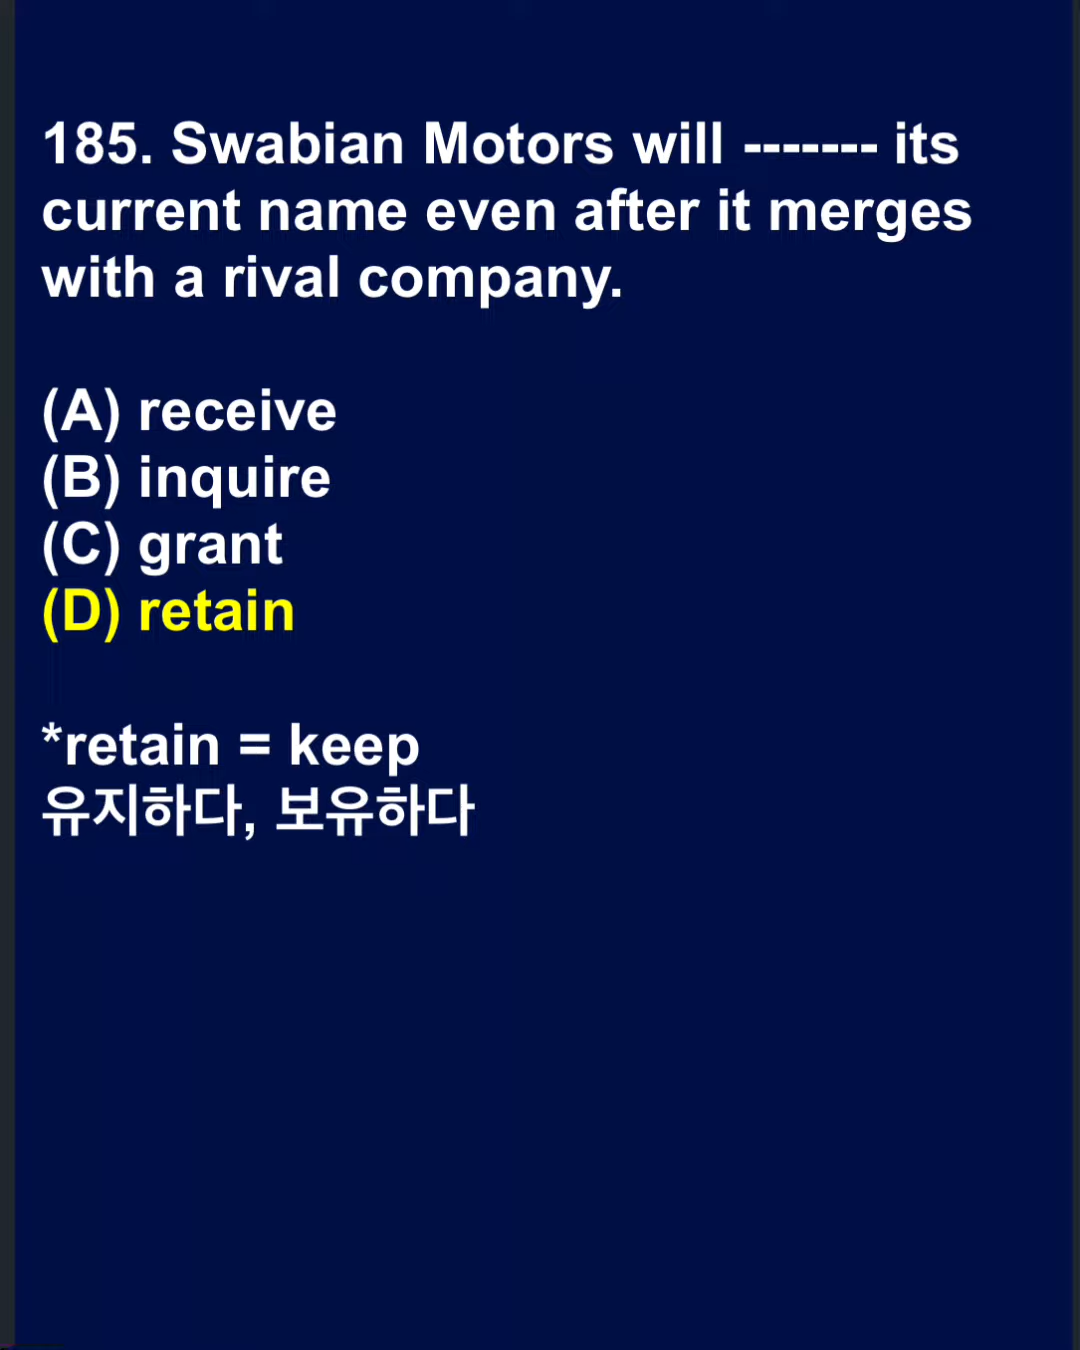 185. Swabian Motors will ------- its
current name even after it merges
with a rival company.
(A) receive
(B) inquire
(C) grant
(D) retain
*retain = keep
유지하다, 보유하다